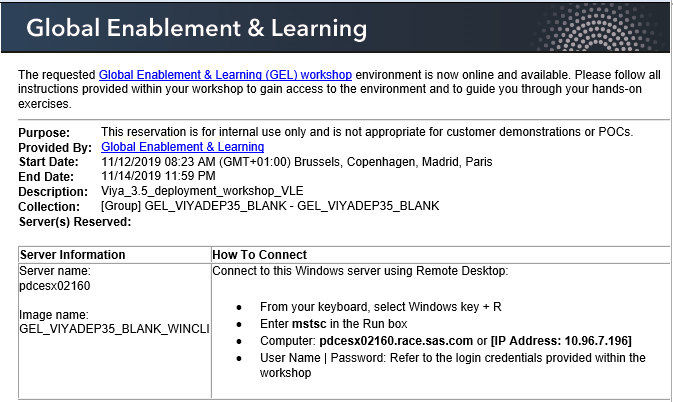 Global Enablement & Learning
The requested Global Enablement & Learning (GEL) workshop environment is now online and available. Please follow all
instructions provided within your workshop to gain access to the environment and to guide you through your hands-on
exercises.
Purpose: This reservation is for internal use only and is not appropriate for customer demonstrations or POCs.
Provided By: Global Enablement & Learning
Start Date: 11/12/2019 08:23 AM (GMT+01:00) Brussels, Copenhagen, Madrid, Paris
End Date: 11/14/2019 11:59 PM
Description: Viya_3.5_deployment_workshop_VLE
Collection: [Group] GEL_VIYADEP35_BLANK - GEL_VIYADEP35_BLANK
Server(s) Reserved:
Server Information
Server name:
pdcesx02160
Image name:
GEL_VIYADEP35_BLANK_WINCLI
How To Connect
Connect to this Windows server using Remote Desktop:
• From your keyboard, select Windows key + R
• Enter mstsc in the Run box
• Computer: pdcesx02160.race.sas.com or [IP Address: 10.96.7.196]
• User Name | Password: Refer to the login credentials provided within the
workshop